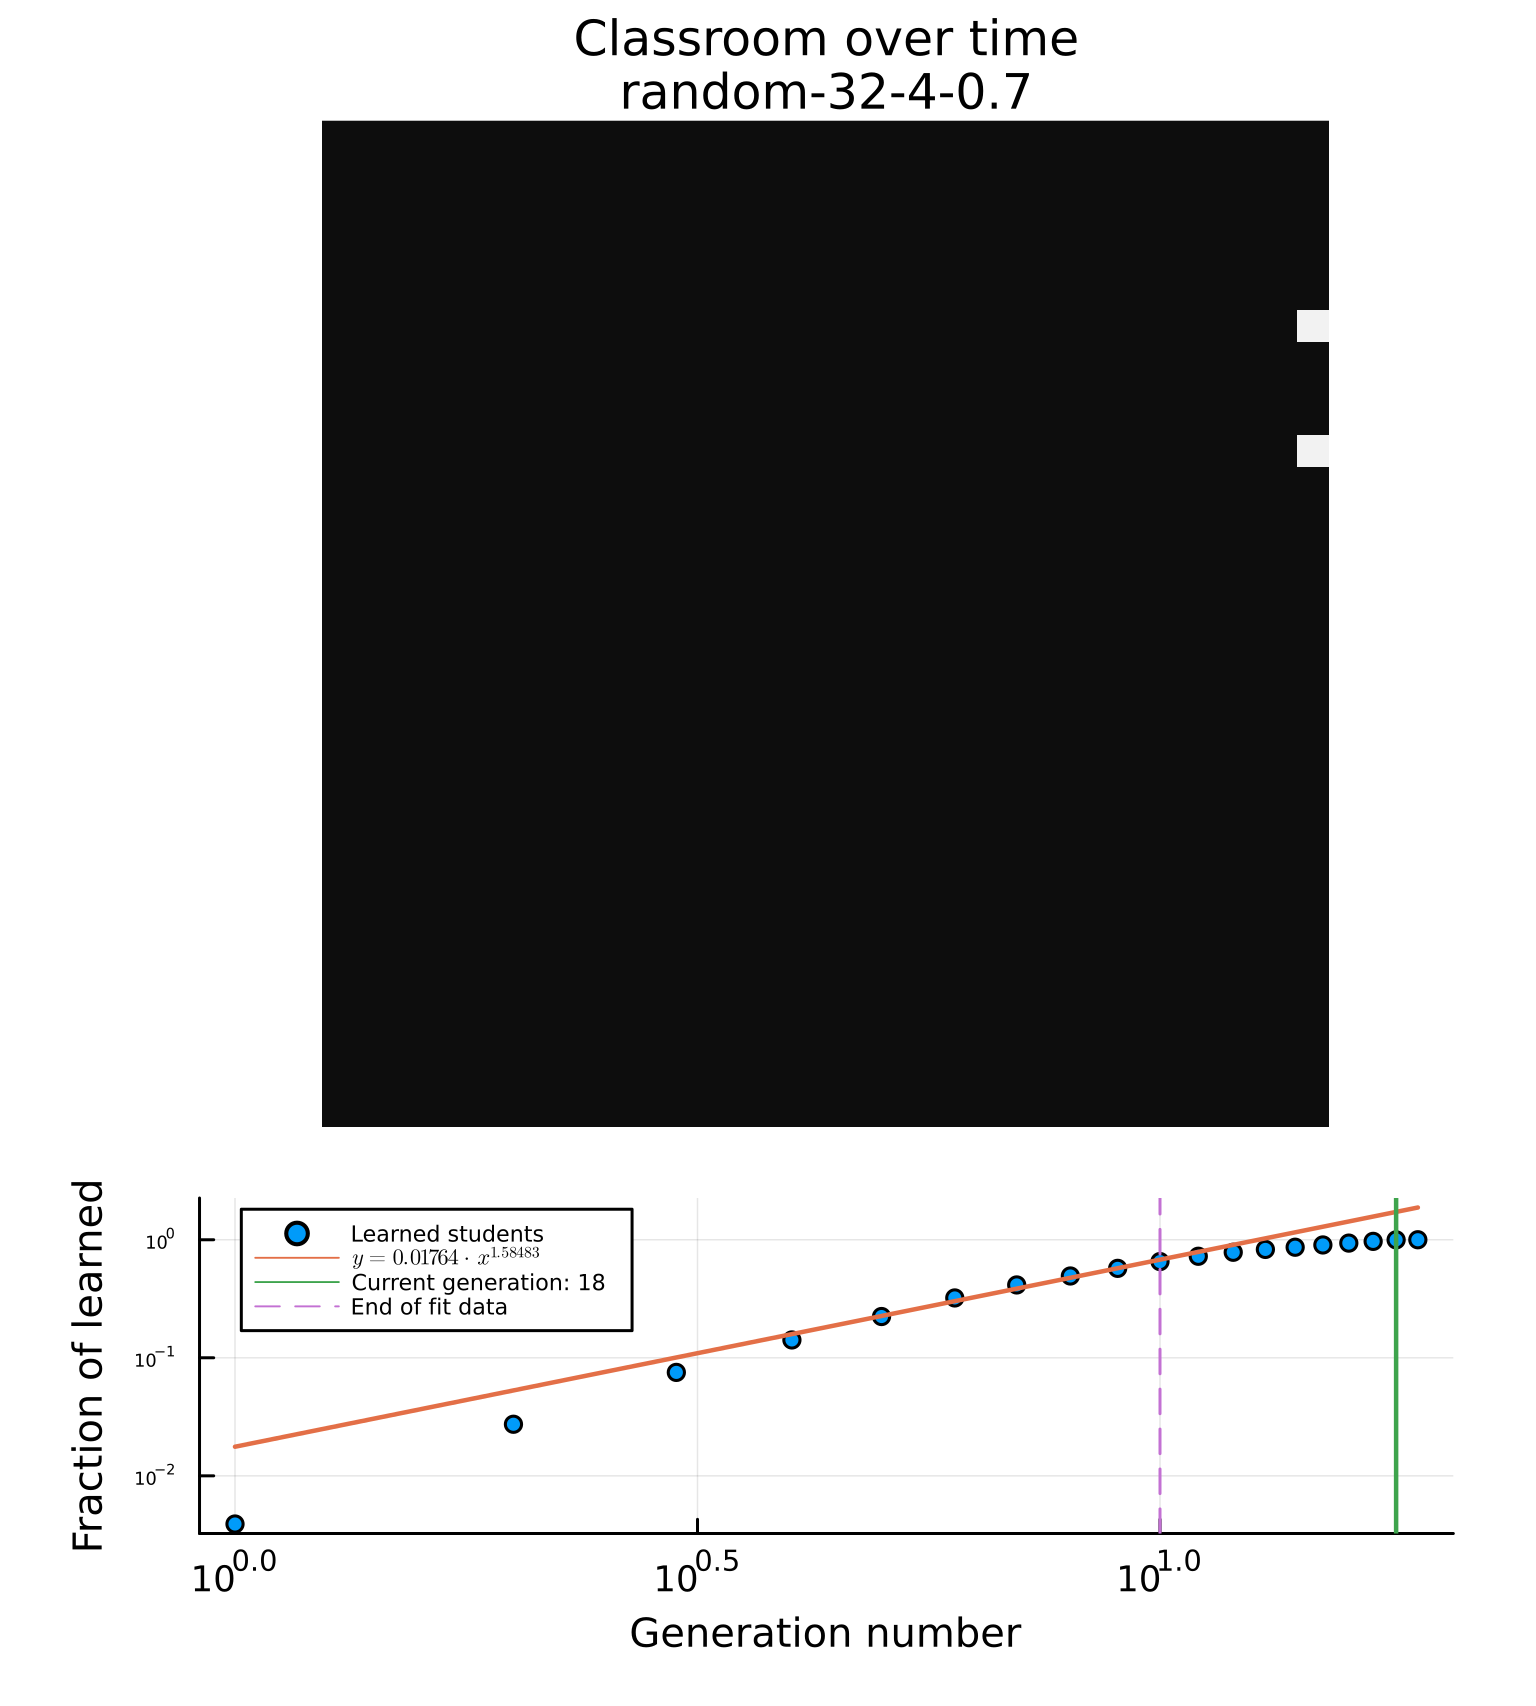 Classroom over time
random-32-4-0.7
Fraction of learned
10⁰
10⁻¹
10⁻²
Learned students
y = 0.01764 · x^1.58483
Current generation: 18
End of fit data
10^0.0
10^0.5
10^1.0
Generation number